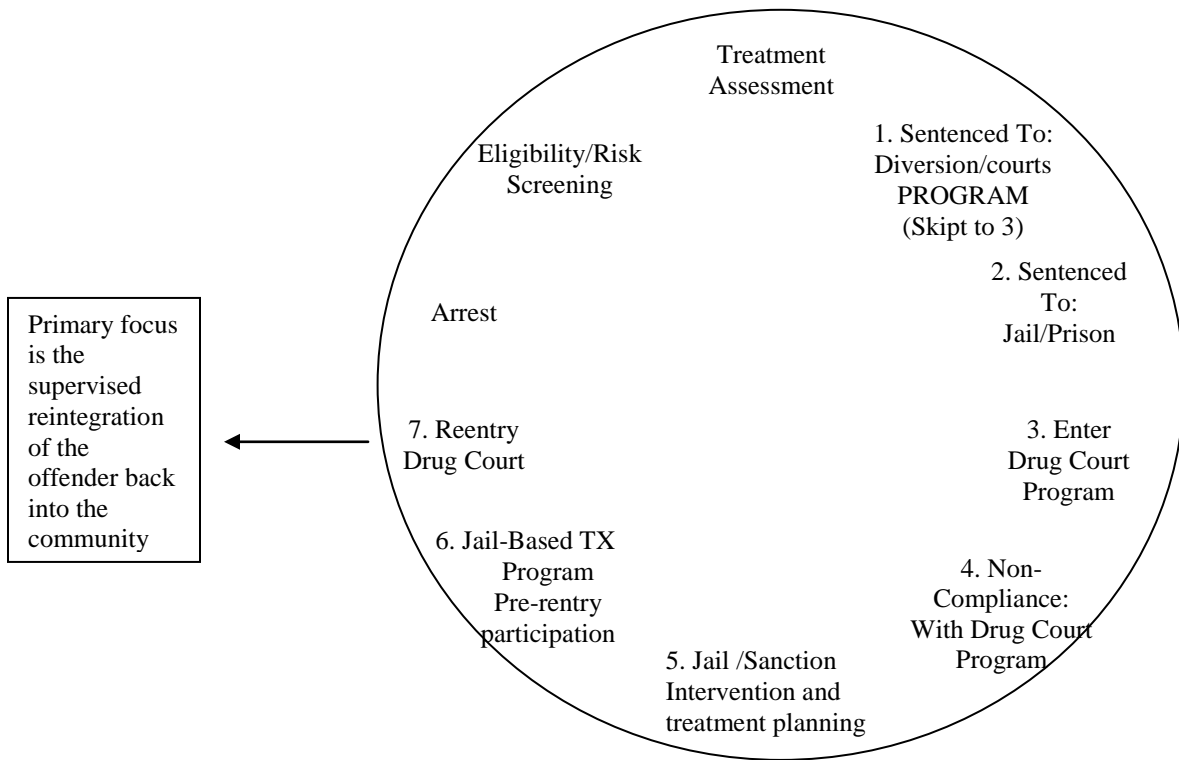 Treatment
Assessment
1. Sentenced To:
Diversion/courts
PROGRAM
(Skipt to 3)
2. Sentenced
To:
Jail/Prison
3. Enter
Drug Court
Program
4. Non-
Compliance:
With Drug Court
Program
5. Jail /Sanction
Intervention and
treatment planning
6. Jail-Based TX
Program
Pre-rentry
participation
7. Reentry
Drug Court
Arrest
Eligibility/Risk
Screening
Primary focus
is the
supervised
reintegration
of the
offender back
into the
community